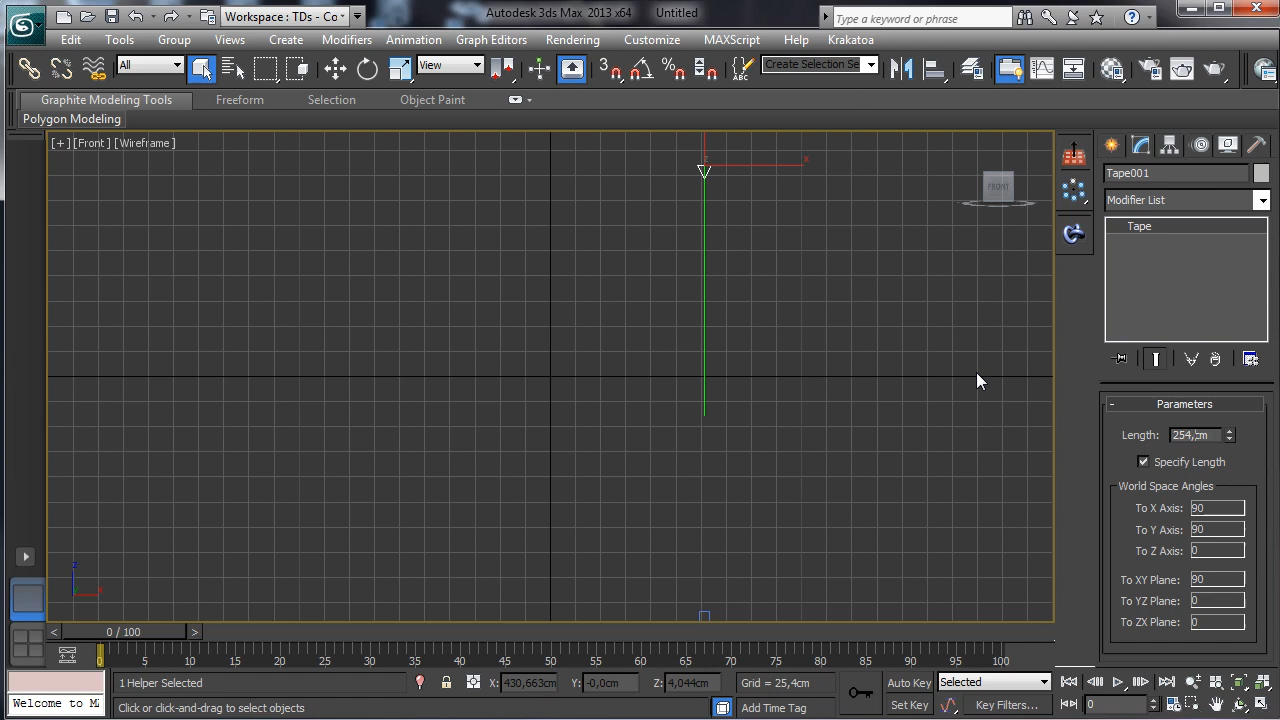 Workspace : TDs - Co
Autodesk 3ds Max 2013 x64 Untitled
Type a keyword or phrase
Edit Tools Group Views Create Modifiers Animation Graph Editors Rendering Customize MAXScript Help Krakatoa
All
View
3
Create Selection Se
Graphite Modeling Tools Freeform Selection Object Paint
Polygon Modeling
[+] [Front] [Wireframe]
z
x
FRONT
Tape001
Modifier List
Tape
- Parameters
Length: 254,cm
Specify Length
World Space Angles
To X Axis: 90
To Y Axis: 90
To Z Axis: 0
To XY Plane: 90
To YZ Plane: 0
To ZX Plane: 0
z
x
< 0 / 100 >
0 5 10 15 20 25 30 35 40 45 50 55 60 65 70 75 80 85 90 95 100
1 Helper Selected
X: 430,663cm Y: -0,0cm Z: 4,044cm Grid = 25,4cm
Auto Key Selected
Welcome to MA
Click or click-and-drag to select objects
Add Time Tag
Set Key Key Filters...
0